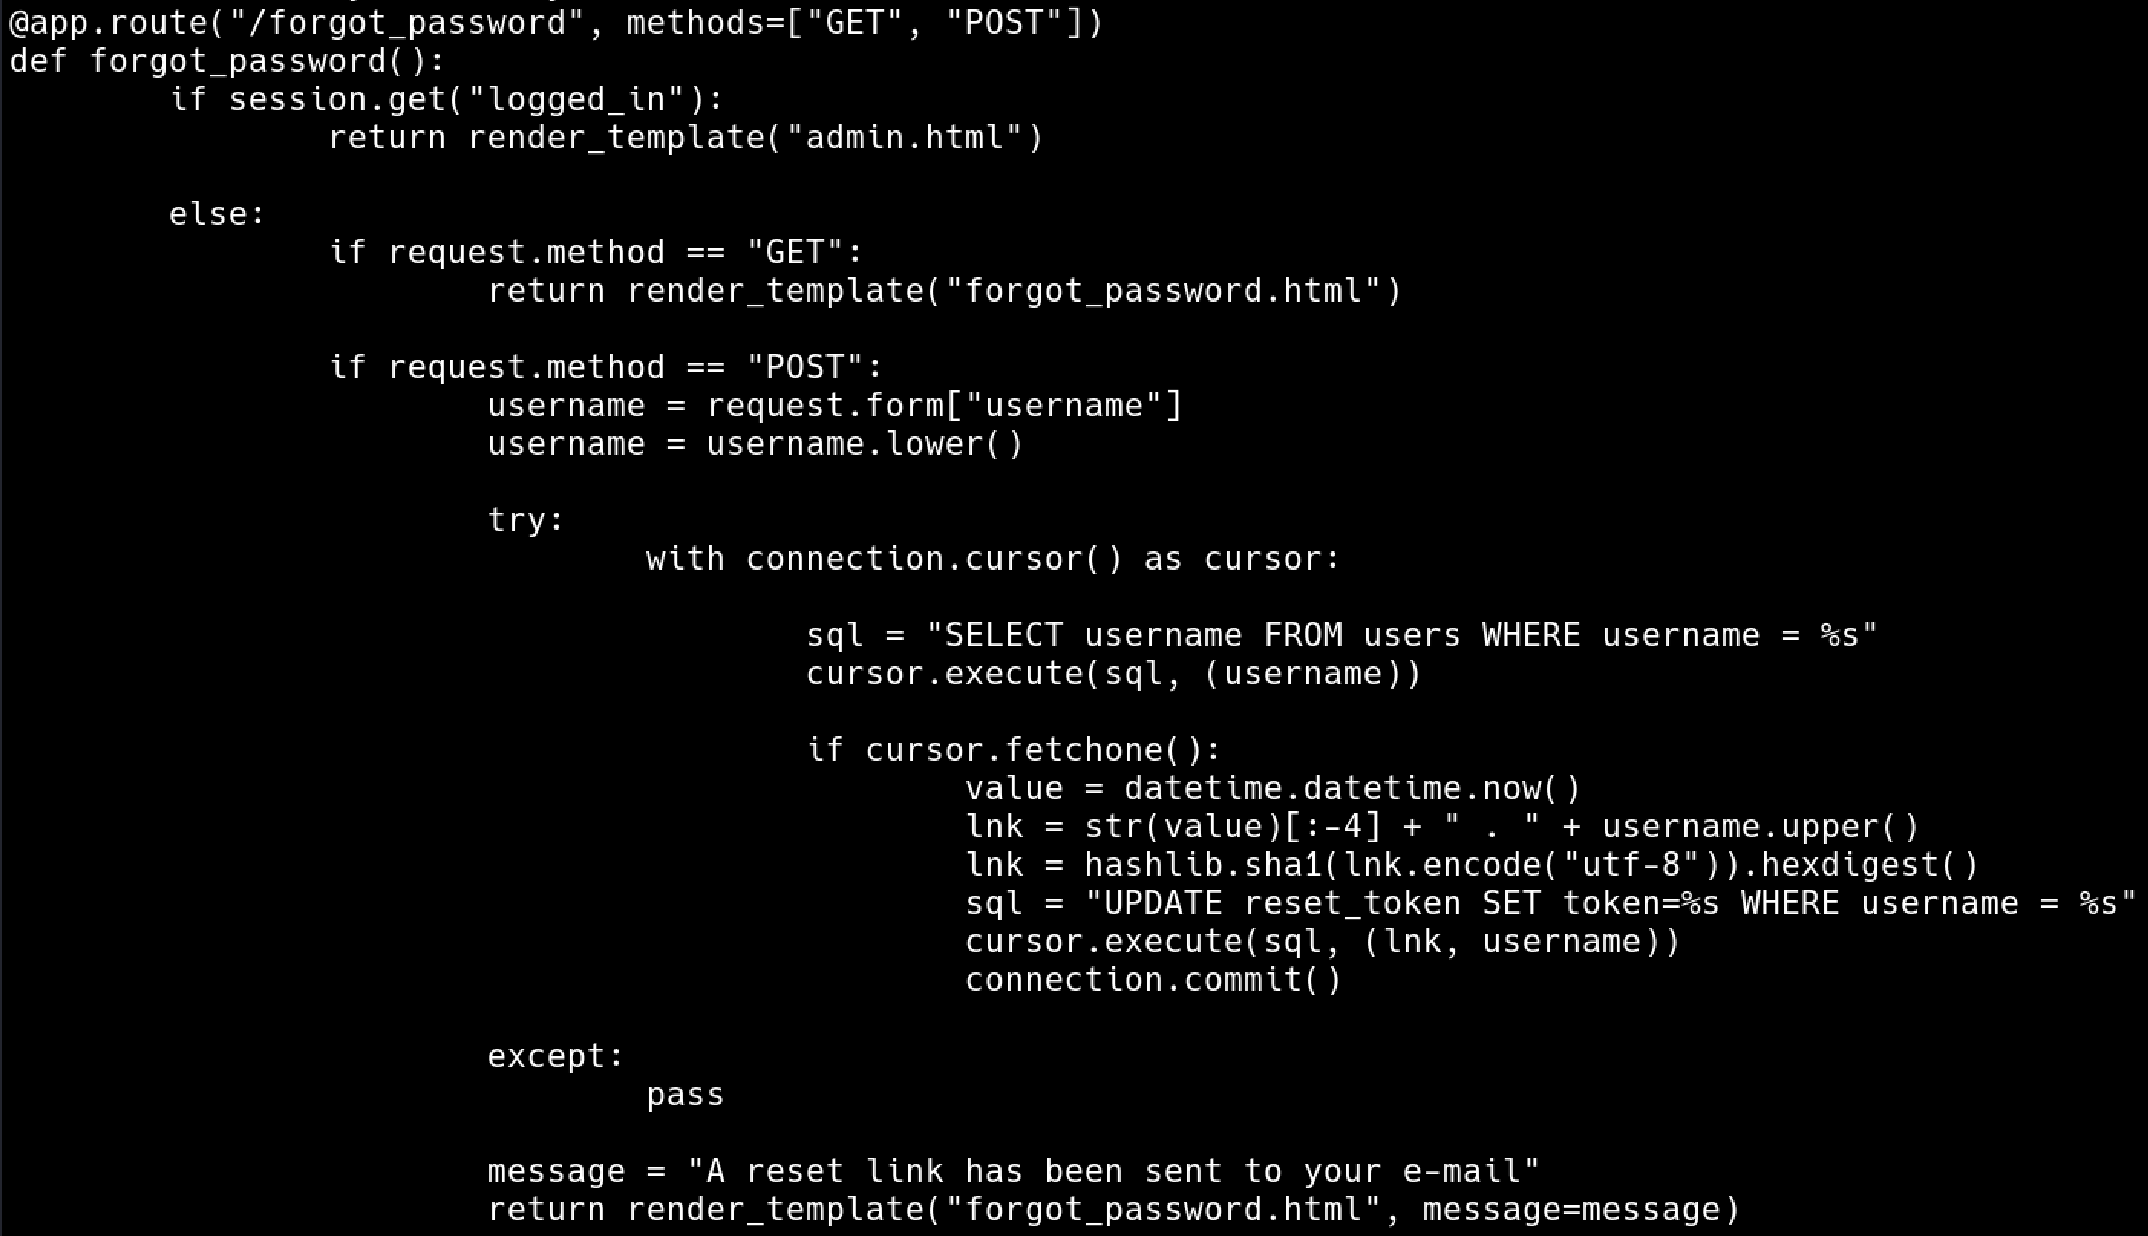 @app.route("/forgot_password", methods=["GET", "POST"])
def forgot_password():
        if session.get("logged_in"):
                return render_template("admin.html")

        else:
                if request.method == "GET":
                        return render_template("forgot_password.html")

                if request.method == "POST":
                        username = request.form["username"]
                        username = username.lower()

                        try:
                                with connection.cursor() as cursor:

                                        sql = "SELECT username FROM users WHERE username = %s"
                                        cursor.execute(sql, (username))

                                        if cursor.fetchone():
                                                value = datetime.datetime.now()
                                                lnk = str(value)[:-4] + " . " + username.upper()
                                                lnk = hashlib.sha1(lnk.encode("utf-8")).hexdigest()
                                                sql = "UPDATE reset_token SET token=%s WHERE username = %s"
                                                cursor.execute(sql, (lnk, username))
                                                connection.commit()

                        except:
                                pass

                        message = "A reset link has been sent to your e-mail"
                        return render_template("forgot_password.html", message=message)